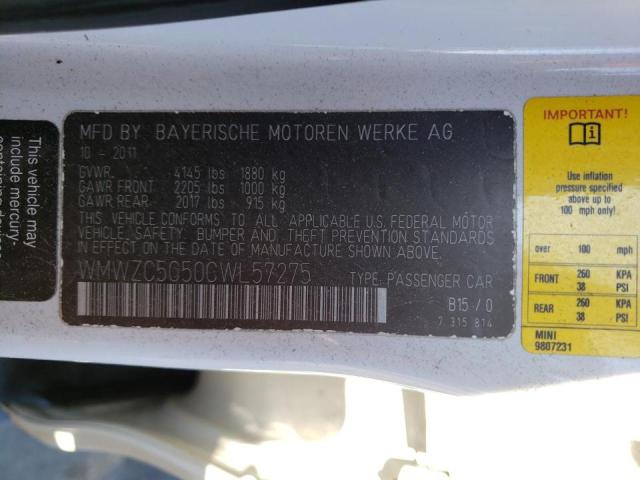 This vehicle may
include mercury-
MFD BY BAYERISCHE MOTOREN WERKE AG
10 - 2011
GVWR 4145 lbs 1880 kg
GAWR FRONT 2205 lbs 1000 kg
GAWR REAR 2017 lbs 915 kg
THIS VEHICLE CONFORMS TO ALL APPLICABLE U.S. FEDERAL MOTOR
VEHICLE SAFETY, BUMPER AND THEFT PREVENTION STANDARDS
IN EFFECT ON THE DATE OF MANUFACTURE SHOWN ABOVE.
WMWZC5C50CWL57275
TYPE: PASSENGER CAR
B15 / 0
7 315 814
IMPORTANT!
Use inflation
pressure specified
above up to
100 mph only!
over 100 mph
FRONT 260 KPA
38 PSI
REAR 260 KPA
38 PSI
MINI
9807231